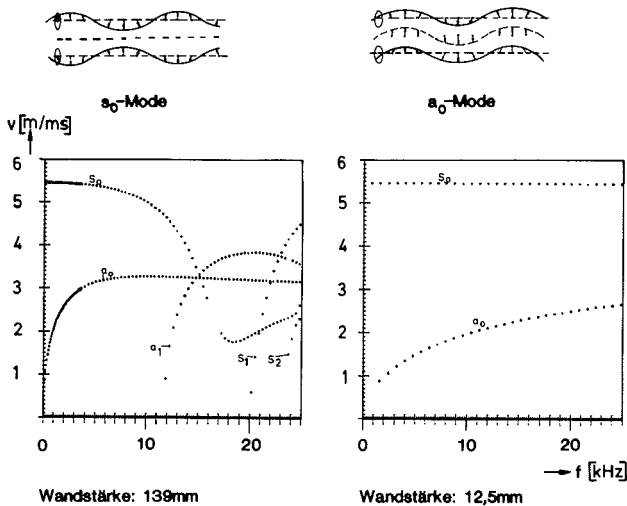 s₀-Mode
a₀-Mode
v [m/ms]
6
5
4
3
2
1
0
10
20
s₀
a₀
a₁→
s₁→
s₂→
6
5
4
3
2
1
0
10
20
s₀
a₀
→ f [kHz]
Wandstärke: 139mm
Wandstärke: 12,5mm